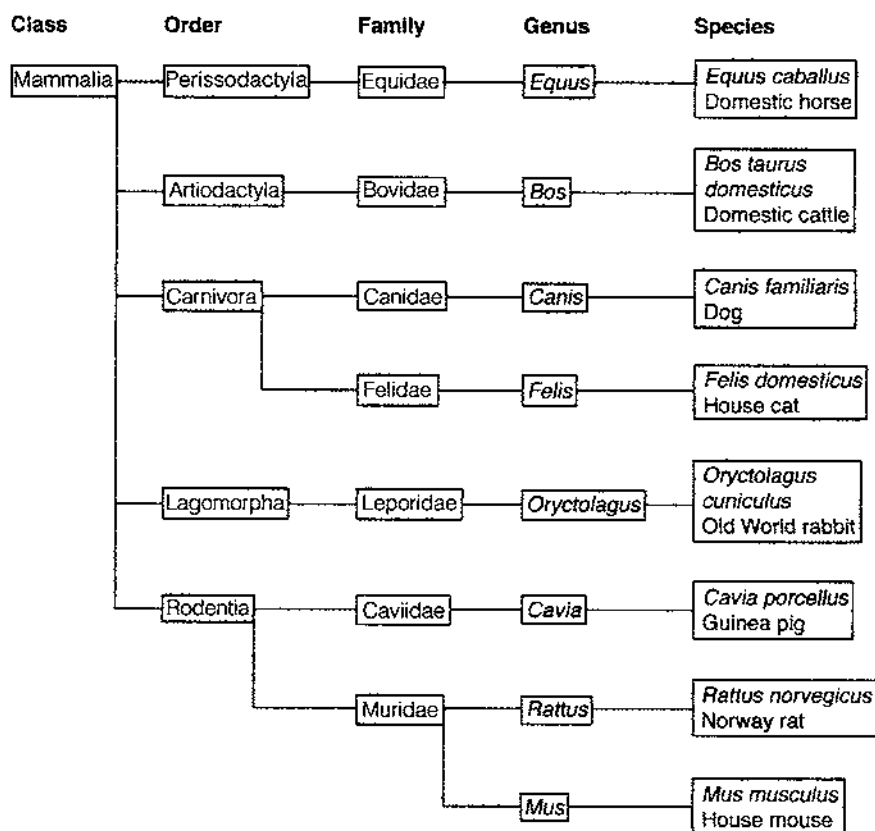 Class Order Family Genus Species
Mammalia Perissodactyla Equidae Equus Equus caballus
Domestic horse
Artiodactyla Bovidae Bos Bos taurus
domesticus
Domestic cattle
Carnivora Canidae Canis Canis familiaris
Dog
Felidae Felis Felis domesticus
House cat
Lagomorpha Leporidae Oryctolagus Oryctolagus
cuniculus
Old World rabbit
Rodentia Caviidae Cavia Cavia porcellus
Guinea pig
Muridae Rattus Rattus norvegicus
Norway rat
Mus Mus musculus
House mouse